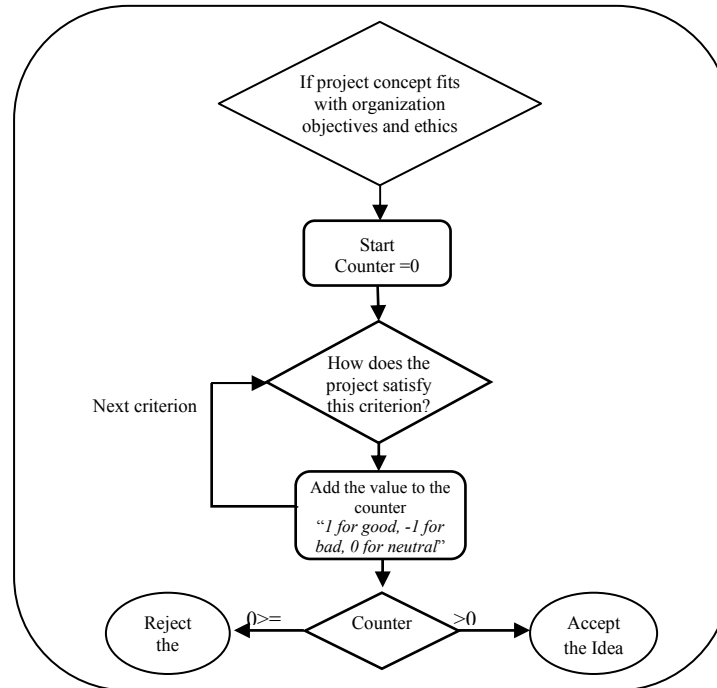 If project concept fits
with organization
objectives and ethics
Start
Counter =0
How does the
project satisfy
this criterion?
Next criterion
Add the value to the
counter
“1 for good, -1 for
bad, 0 for neutral”
Counter
0>=
>0
Reject
the
Accept
the Idea